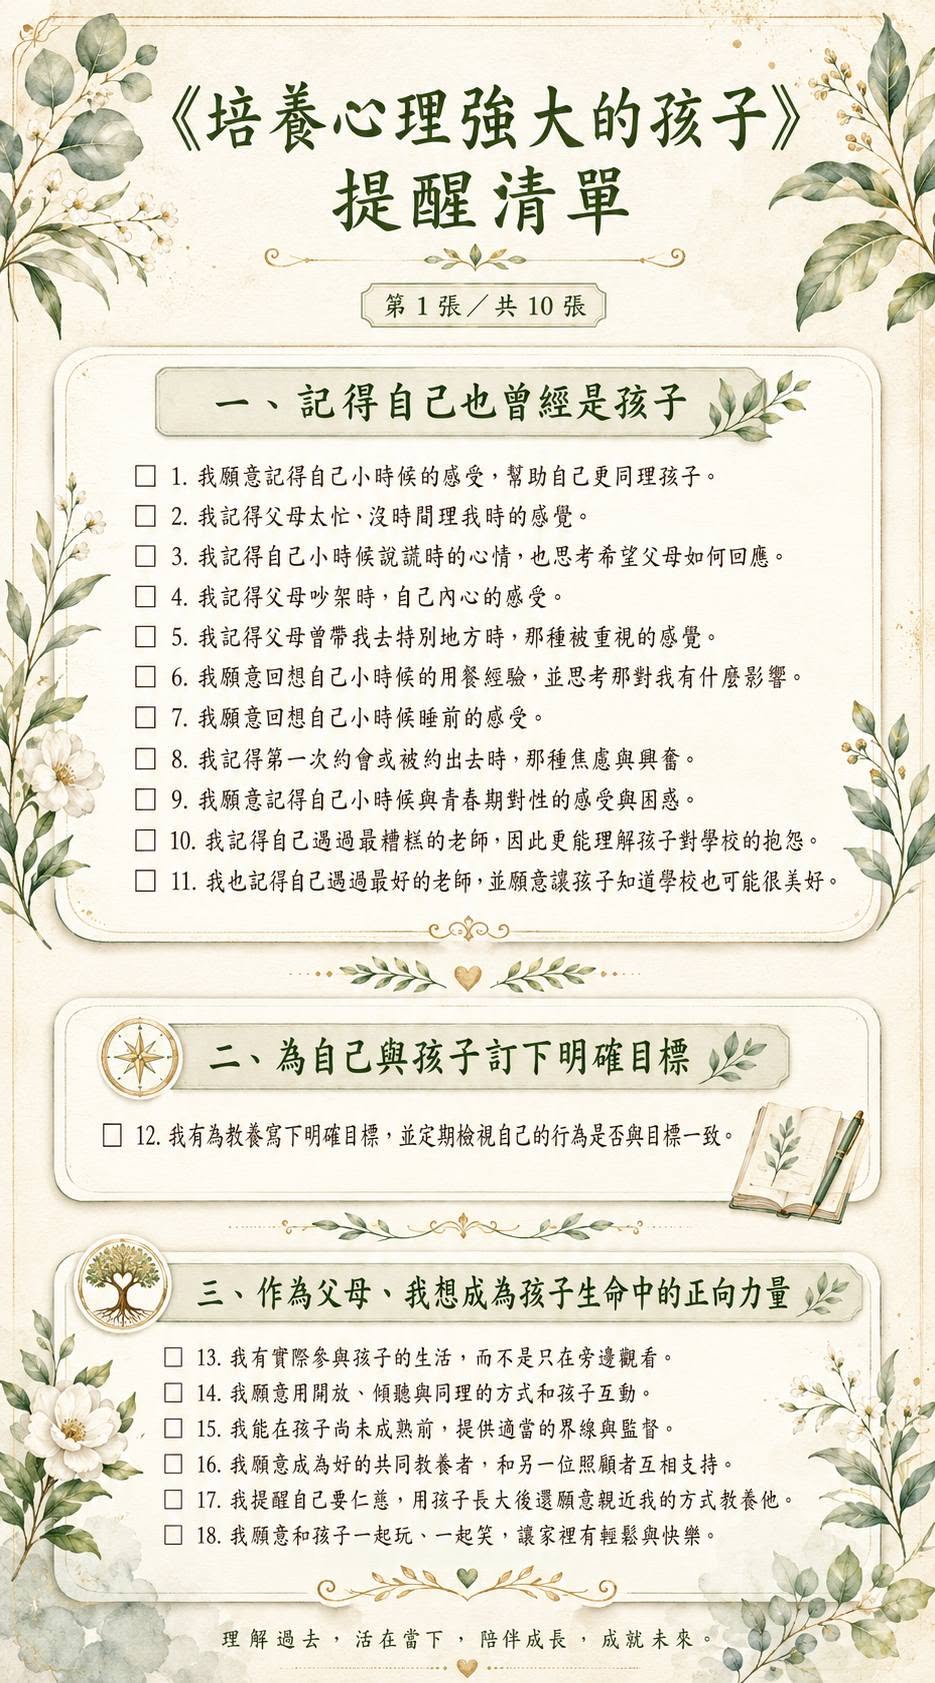 《培養心理強大的孩子》
提醒清單
第 1 張／共 10 張
一、記得自己也曾經是孩子
□ 1. 我願意記得自己小時候的感受，幫助自己更同理孩子。
□ 2. 我記得父母太忙、沒時間理我時的感覺。
□ 3. 我記得自己小時候說謊時的心情，也思考希望父母如何回應。
□ 4. 我記得父母吵架時，自己內心的感受。
□ 5. 我記得父母曾帶我去特別地方時，那種被重視的感覺。
□ 6. 我願意回想自己小時候的用餐經驗，並思考那對我有什麼影響。
□ 7. 我願意回想自己小時候睡前的感受。
□ 8. 我記得第一次約會或被約出去時，那種焦慮與興奮。
□ 9. 我願意記得自己小時候與青春期對性的感受與困惑。
□ 10. 我記得自己遇過最糟糕的老師，因此更能理解孩子對學校的抱怨。
□ 11. 我也記得自己遇過最好的老師，並願意讓孩子知道學校也可能很美好。
二、為自己與孩子訂下明確目標
□ 12. 我有為教養寫下明確目標，並定期檢視自己的行為是否與目標一致。
三、作為父母、我想成為孩子生命中的正向力量
□ 13. 我有實際參與孩子的生活，而不是只在旁邊觀看。
□ 14. 我願意用開放、傾聽與同理的方式和孩子互動。
□ 15. 我能在孩子尚未成熟前，提供適當的界線與監督。
□ 16. 我願意成為好的共同教養者，和另一位照顧者互相支持。
□ 17. 我提醒自己要仁慈，用孩子長大後還願意親近我的方式教養他。
□ 18. 我願意和孩子一起玩、一起笑，讓家裡有輕鬆與快樂。
理解過去，活在當下，陪伴成長，成就未來。